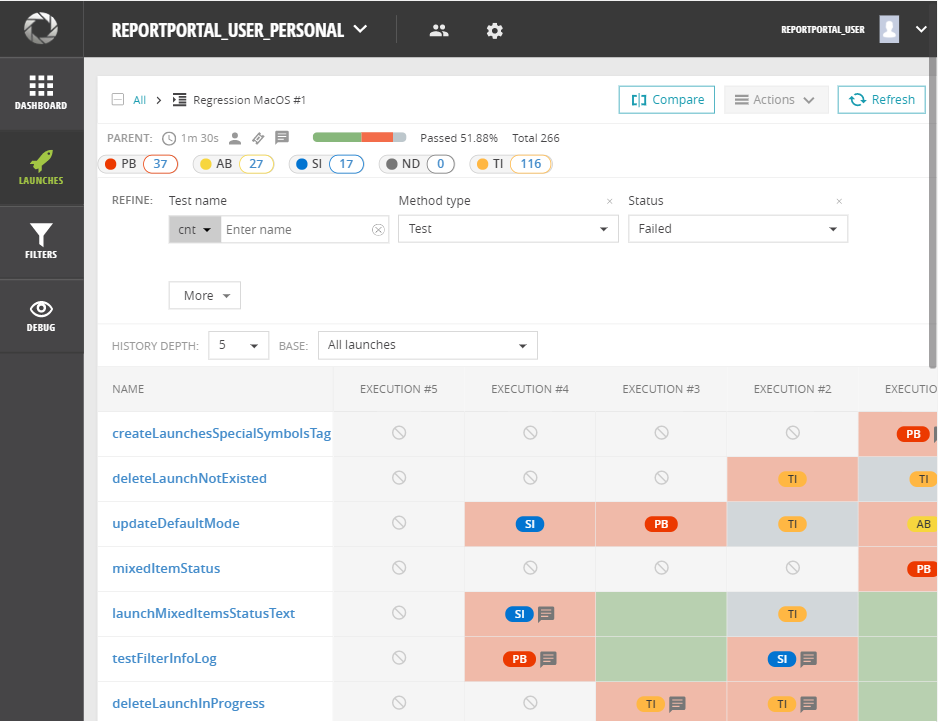 REPORTPORTAL_USER_PERSONAL
REPORTPORTAL_USER
DASHBOARD
LAUNCHES
FILTERS
DEBUG
All > Regression MacOS #1
Compare Actions Refresh
PARENT: 1m 30s Passed 51.88% Total 266
PB 37 AB 27 SI 17 ND 0 TI 116
REFINE: Test name Method type × Status ×
cnt Enter name Test Failed
More
HISTORY DEPTH: 5 BASE: All launches
NAME EXECUTION #5 EXECUTION #4 EXECUTION #3 EXECUTION #2 EXECUTIO
createLaunchesSpecialSymbolsTag PB
deleteLaunchNotExisted TI TI
updateDefaultMode SI PB TI AB
mixedItemStatus PB
launchMixedItemsStatusText SI TI
testFilterInfoLog PB SI
deleteLaunchInProgress TI TI